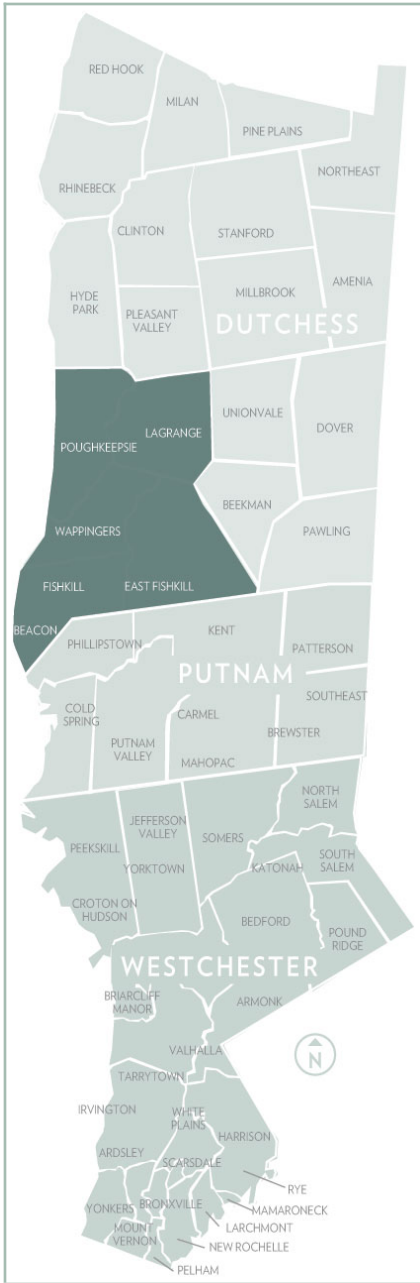 RED HOOK
MILAN
PINE PLAINS
NORTHEAST
RHINEBECK
CLINTON
STANFORD
AMENIA
HYDE
PARK
PLEASANT
VALLEY
MILLBROOK
DUTCHESS
UNIONVALE
LAGRANGE
POUGHKEEPSIE
DOVER
BEEKMAN
WAPPINGERS
PAWLING
FISHKILL
EAST FISHKILL
BEACON
PHILLIPSTOWN
KENT
PATTERSON
PUTNAM
SOUTHEAST
COLD
SPRING
CARMEL
PUTNAM
VALLEY
BREWSTER
MAHOPAC
NORTH
SALEM
JEFFERSON
VALLEY
PEEKSKILL
SOMERS
YORKTOWN
KATONAH
SOUTH
SALEM
CROTON ON
HUDSON
BEDFORD
POUND
RIDGE
WESTCHESTER
BRIARCLIFF
MANOR
ARMONK
VALHALLA
N
TARRYTOWN
IRVINGTON
WHITE
PLAINS
HARRISON
ARDSLEY
SCARSDALE
RYE
YONKERS
BRONXVILLE
MAMARONECK
LARCHMONT
MOUNT
VERNON
NEW ROCHELLE
PELHAM